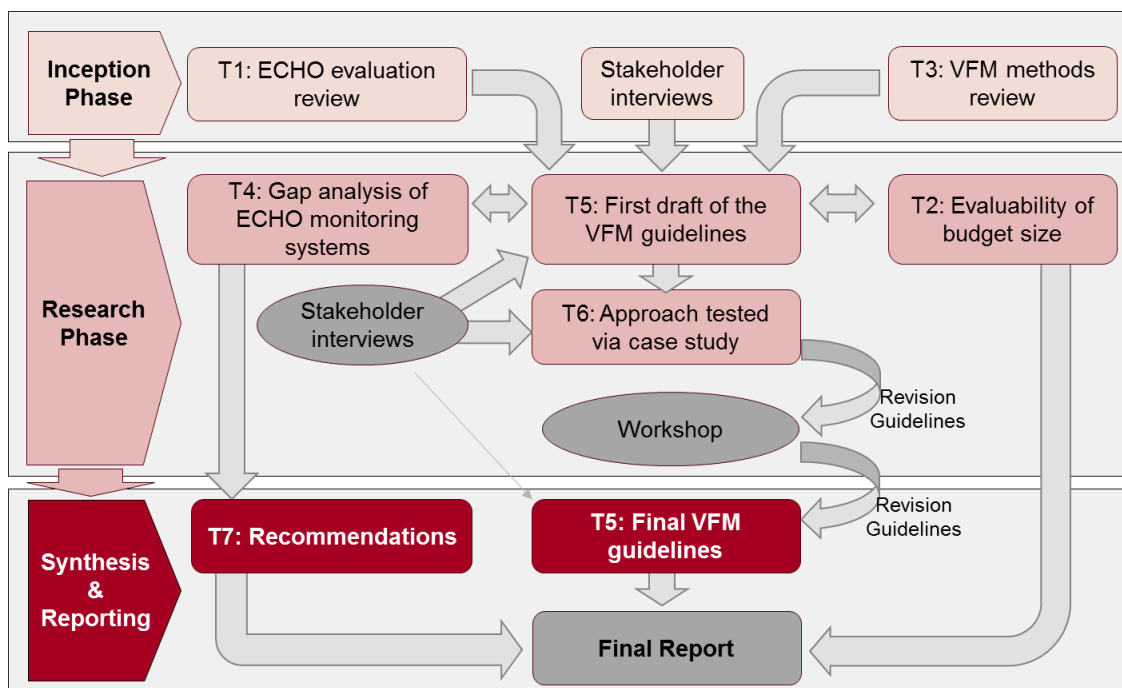 Inception
Phase
T1: ECHO evaluation
review
Stakeholder
interviews
T3: VFM methods
review
Research
Phase
T4: Gap analysis of
ECHO monitoring
systems
T5: First draft of the
VFM guidelines
T2: Evaluability of
budget size
Stakeholder
interviews
T6: Approach tested
via case study
Revision
Guidelines
Workshop
Revision
Guidelines
Synthesis
&
Reporting
T7: Recommendations
T5: Final VFM
guidelines
Final Report